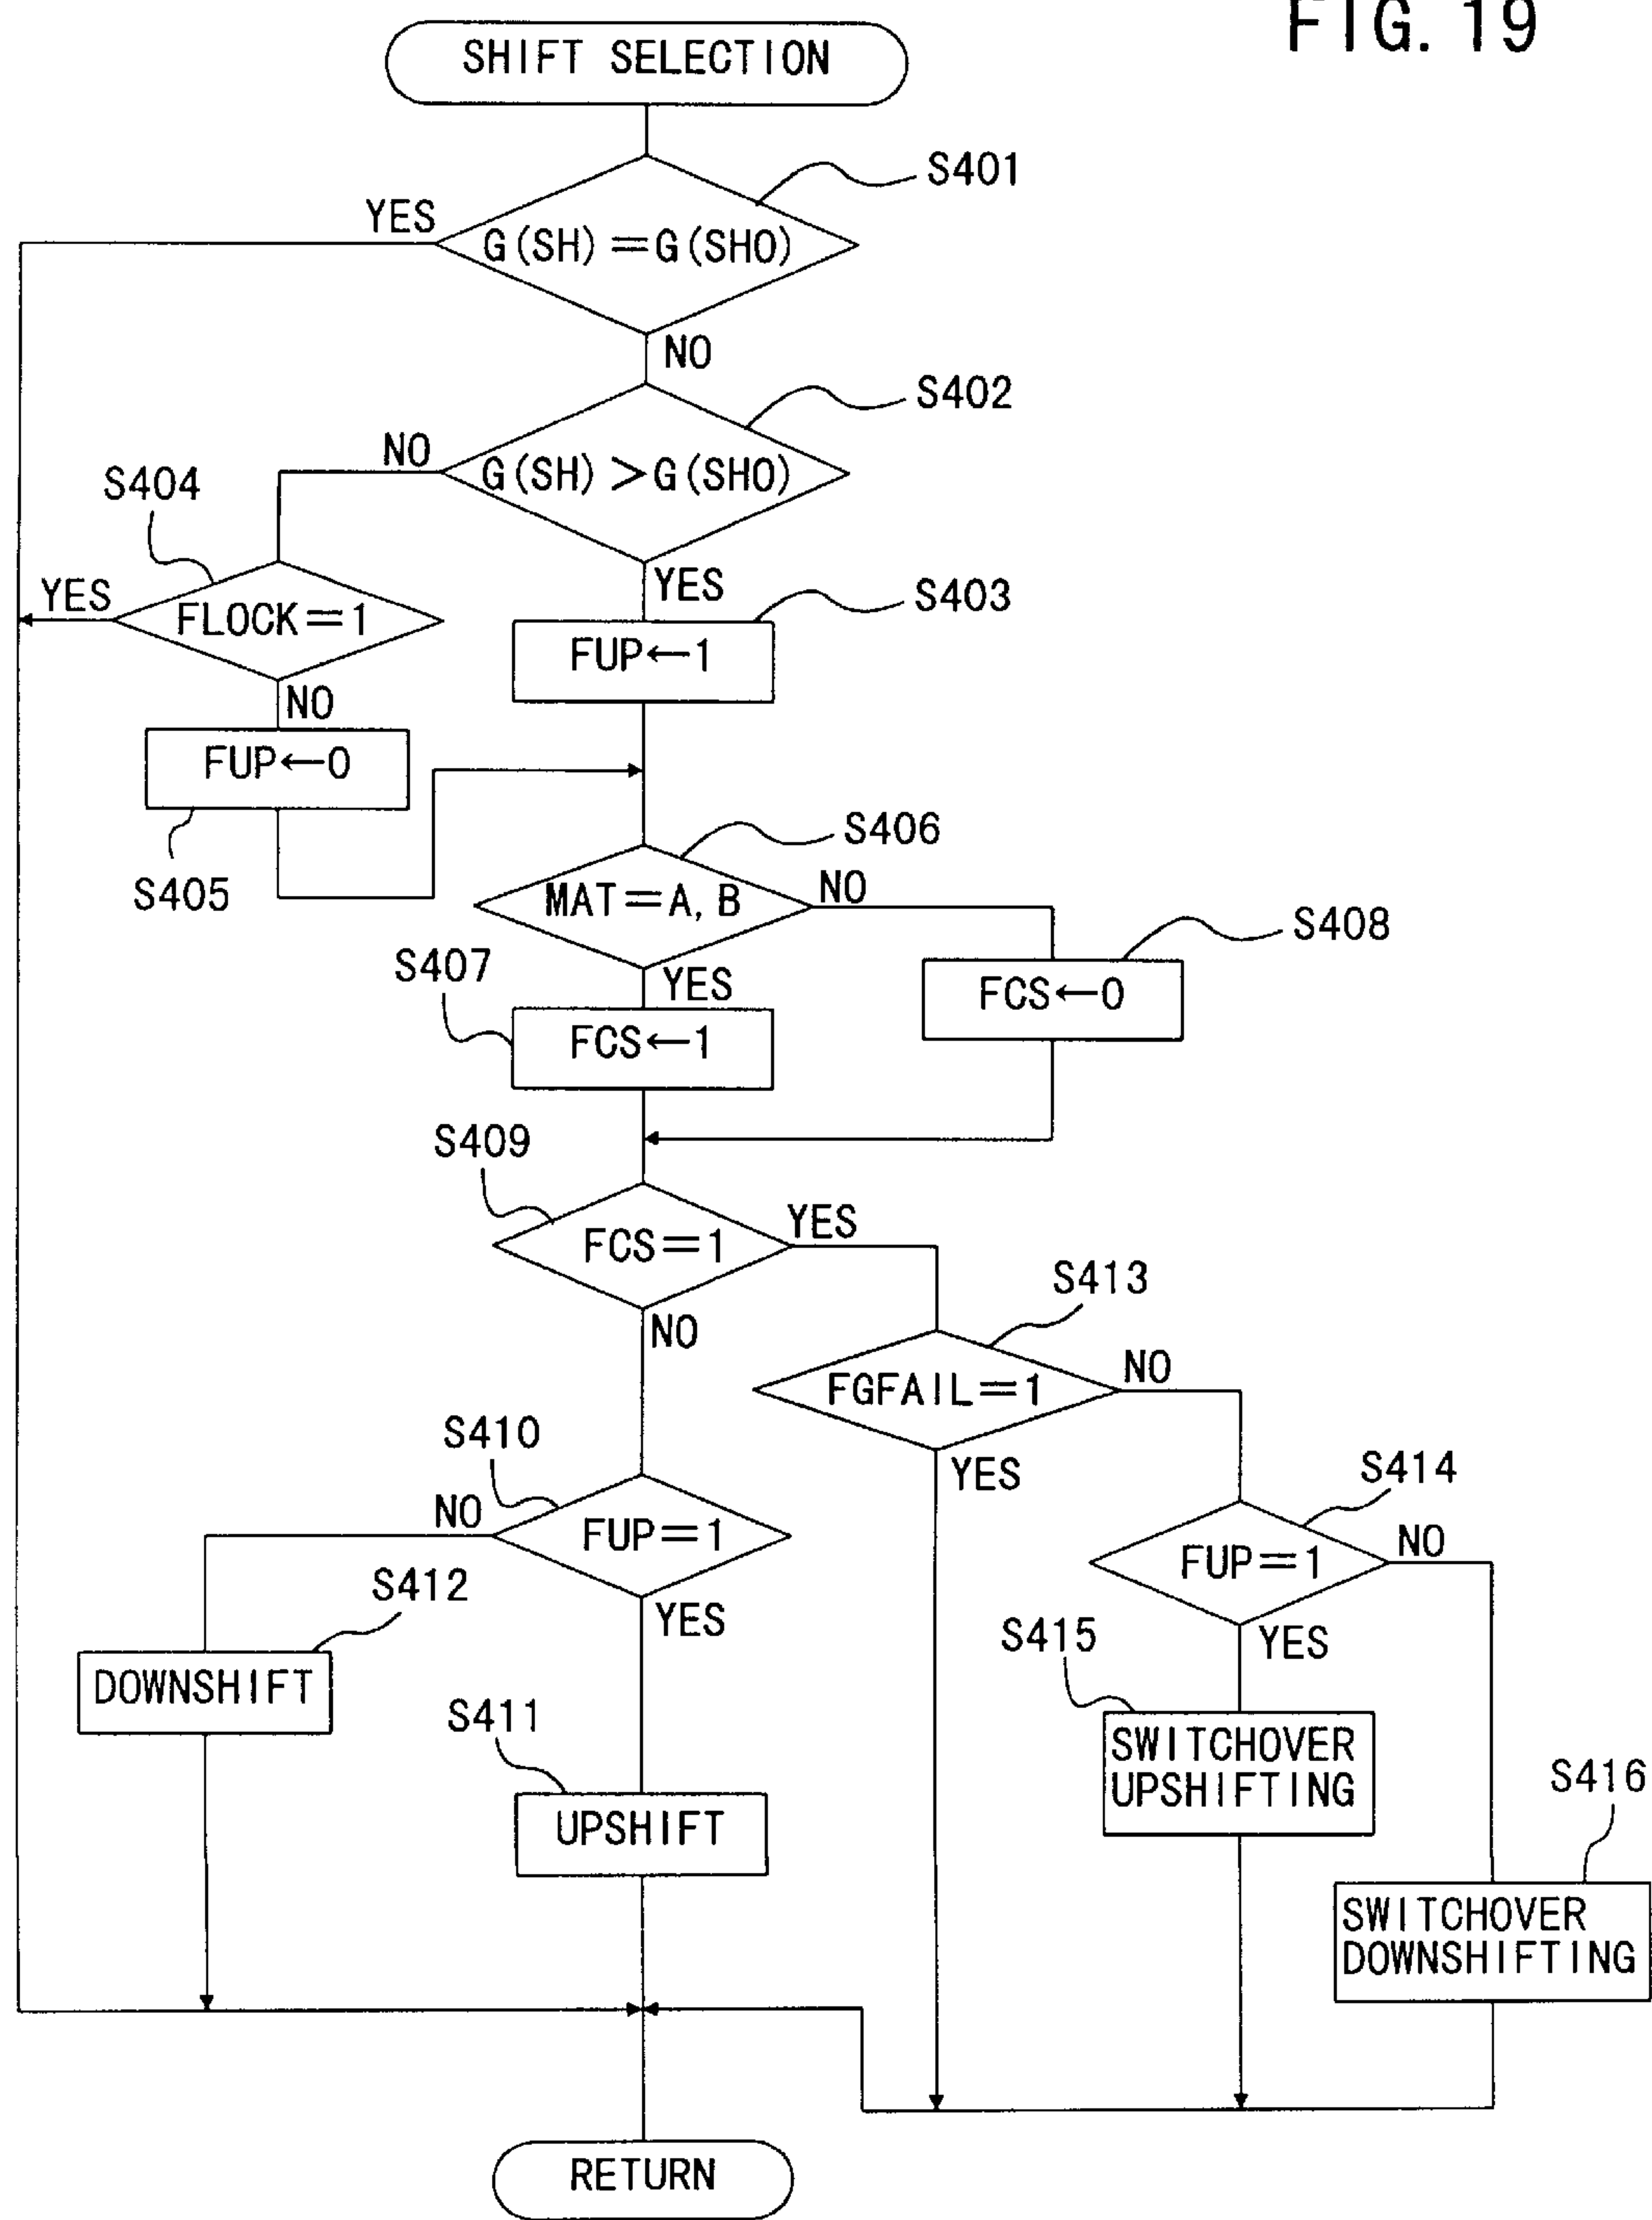 FIG. 19
SHIFT SELECTION
S401
YES
G(SH)=G(SHO)
NO
S402
NO
G(SH)>G(SHO)
S404
YES
S403
YES
FLOCK=1
FUP←1
NO
FUP←0
S405
S406
MAT=A, B
NO
S408
S407
YES
FCS←0
FCS←1
S409
YES
FCS=1
S413
NO
FGFAIL=1
NO
S410
YES
S414
NO
FUP=1
FUP=1
NO
S412
YES
YES
S415
DOWNSHIFT
S411
SWITCHOVER
UPSHIFTING
S416
UPSHIFT
SWITCHOVER
DOWNSHIFTING
RETURN